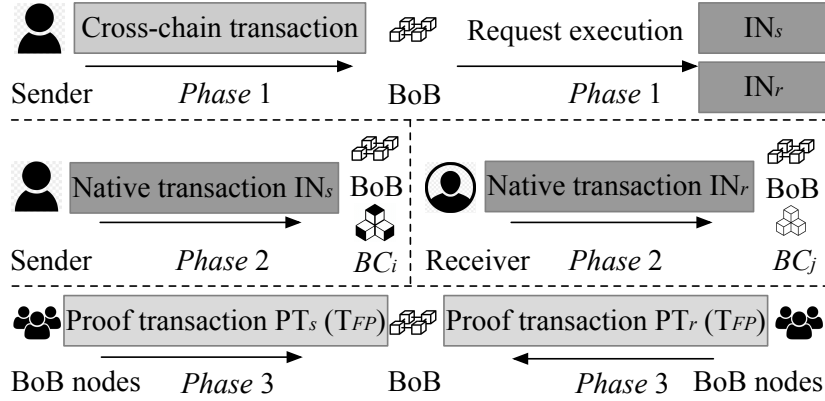 Cross-chain transaction
Request execution
INs
INr
Sender
Phase 1
BoB
Phase 1
Native transaction INs
BoB
Sender
Phase 2
BCi
Native transaction INr
BoB
Receiver
Phase 2
BCj
Proof transaction PTs (TFP)
Proof transaction PTr (TFP)
BoB nodes
Phase 3
BoB
Phase 3
BoB nodes